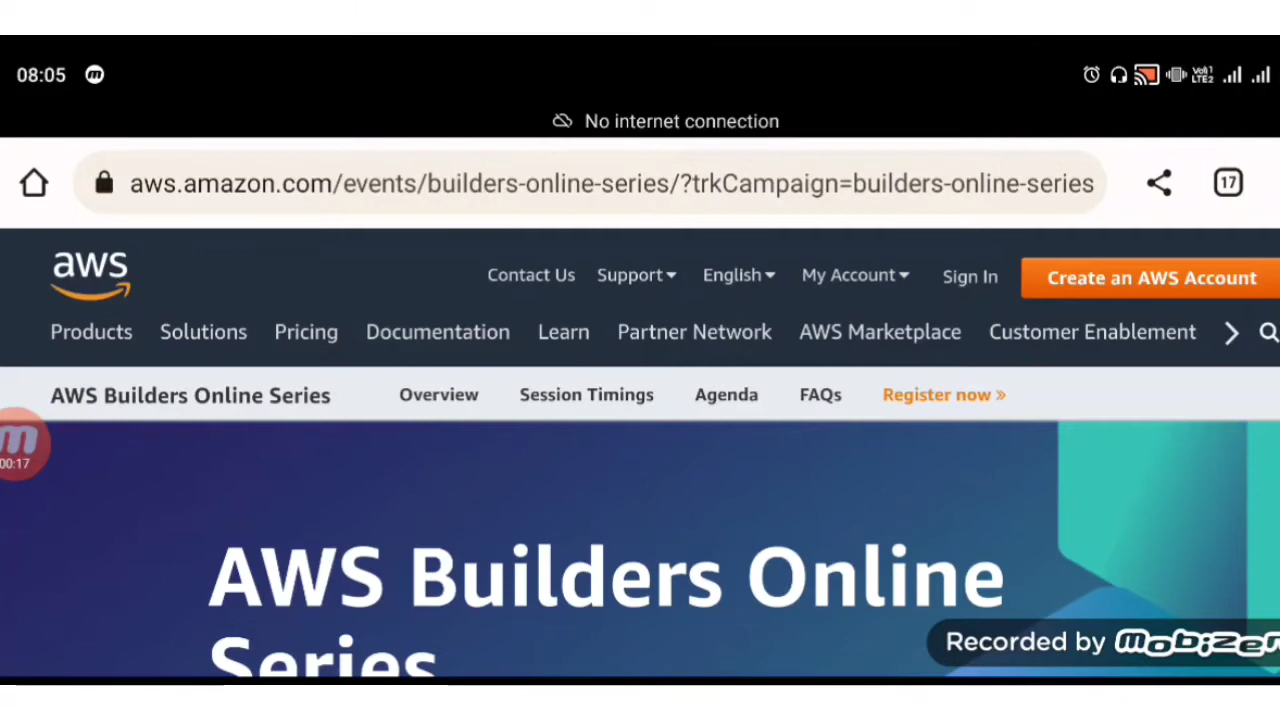 08:05
Vo) 1
LTE2
No internet connection
aws.amazon.com/events/builders-online-series/?trkCampaign=builders-online-series
17
aws
Contact Us Support English My Account Sign In Create an AWS Account
Products Solutions Pricing Documentation Learn Partner Network AWS Marketplace Customer Enablement
AWS Builders Online Series Overview Session Timings Agenda FAQs Register now »
00:17
AWS Builders Online
Series
Recorded by mobizen